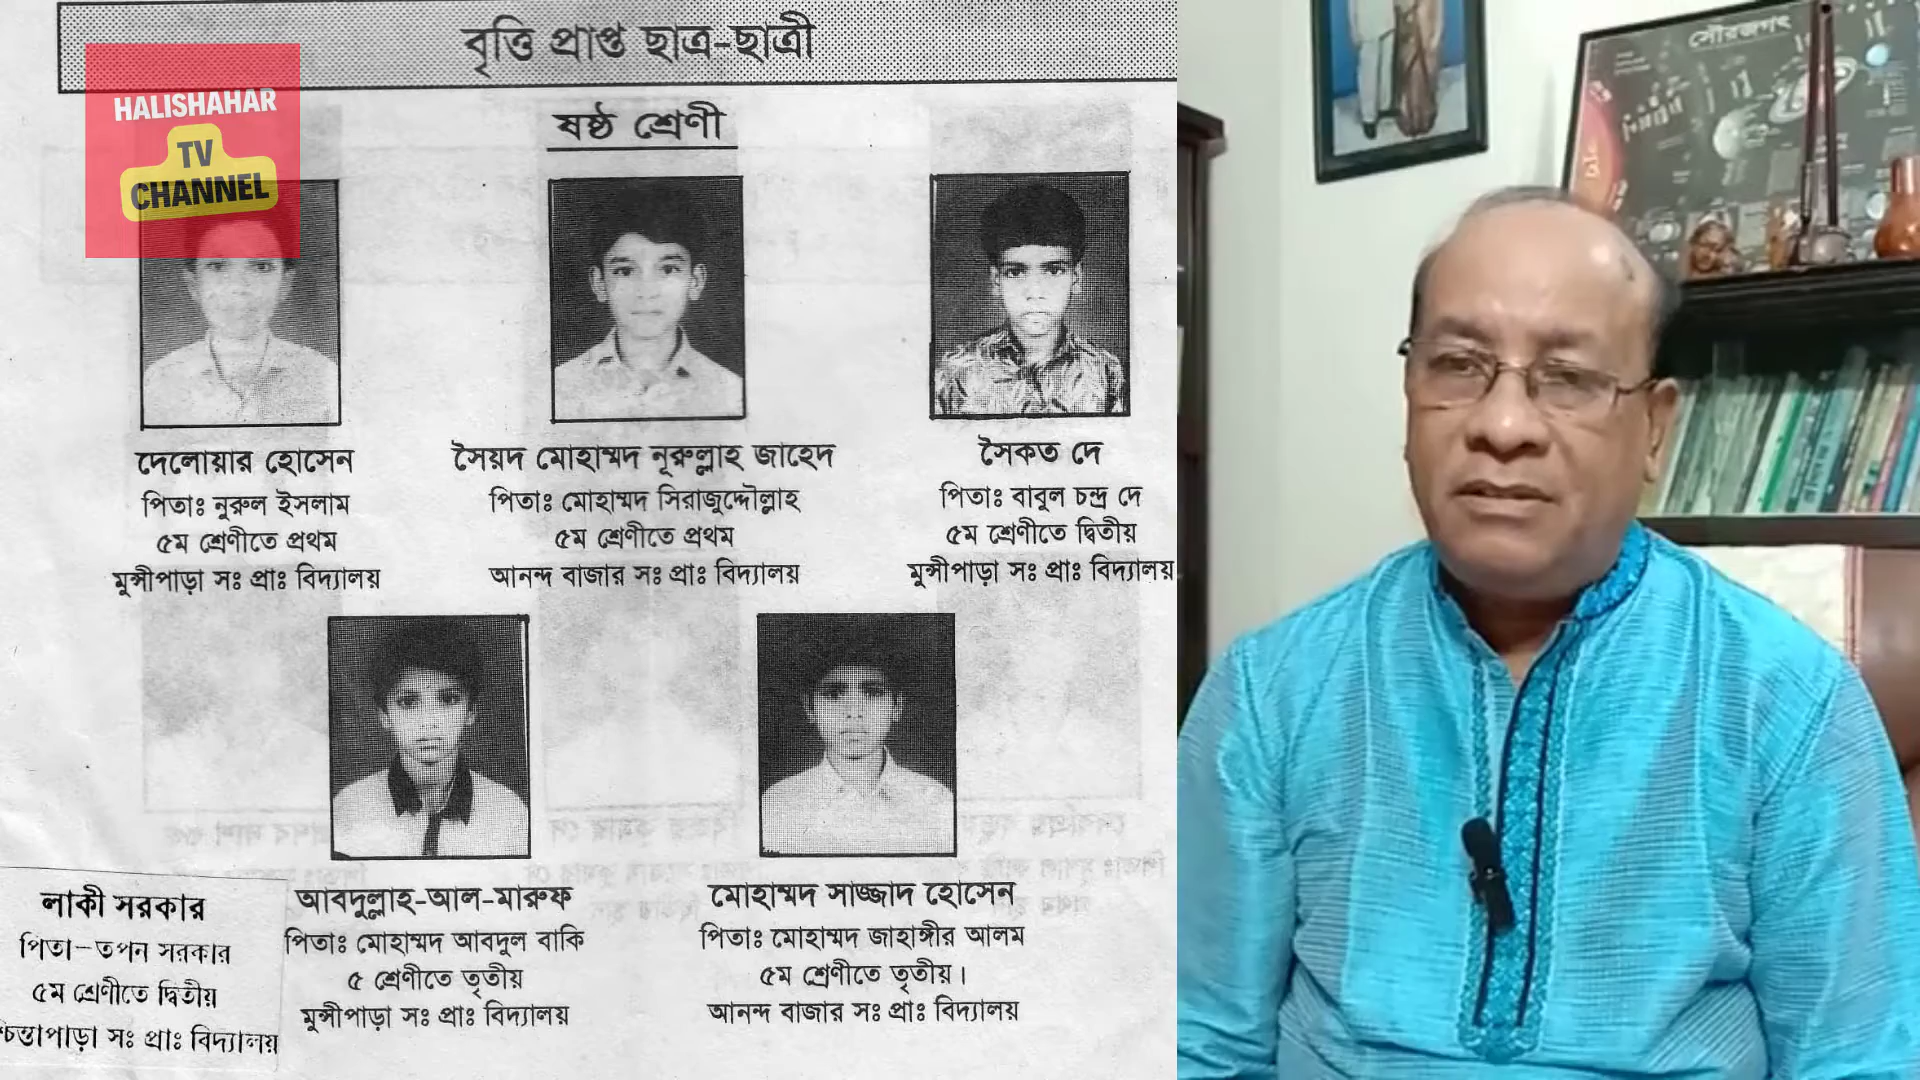 বৃত্তি প্রাপ্ত ছাত্র-ছাত্রী
HALISHAHAR
TV
CHANNEL
ষষ্ঠ শ্রেণী
দেলোয়ার হোসেন
পিতাঃ নুরুল ইসলাম
৫ম শ্রেণীতে প্রথম
মুন্সীপাড়া সঃ প্রাঃ বিদ্যালয়
সৈয়দ মোহাম্মদ নূরুল্লাহ জাহেদ
পিতাঃ মোহাম্মদ সিরাজুদ্দৌল্লাহ
৫ম শ্রেণীতে প্রথম
আনন্দ বাজার সঃ প্রাঃ বিদ্যালয়
সৈকত দে
পিতাঃ বাবুল চন্দ্র দে
৫ম শ্রেণীতে দ্বিতীয়
মুন্সীপাড়া সঃ প্রাঃ বিদ্যালয়
লাকী সরকার
পিতা-তপন সরকার
৫ম শ্রেণীতে দ্বিতীয়
সঃ প্রাঃ বিদ্যালয়
আবদুল্লাহ-আল-মারুফ
পিতাঃ মোহাম্মদ আবদুল বাকি
৫ শ্রেণীতে তৃতীয়
মুন্সীপাড়া সঃ প্রাঃ বিদ্যালয়
মোহাম্মদ সাজ্জাদ হোসেন
পিতাঃ মোহাম্মদ জাহাঙ্গীর আলম
৫ম শ্রেণীতে তৃতীয়।
আনন্দ বাজার সঃ প্রাঃ বিদ্যালয়
সৌরজগৎ